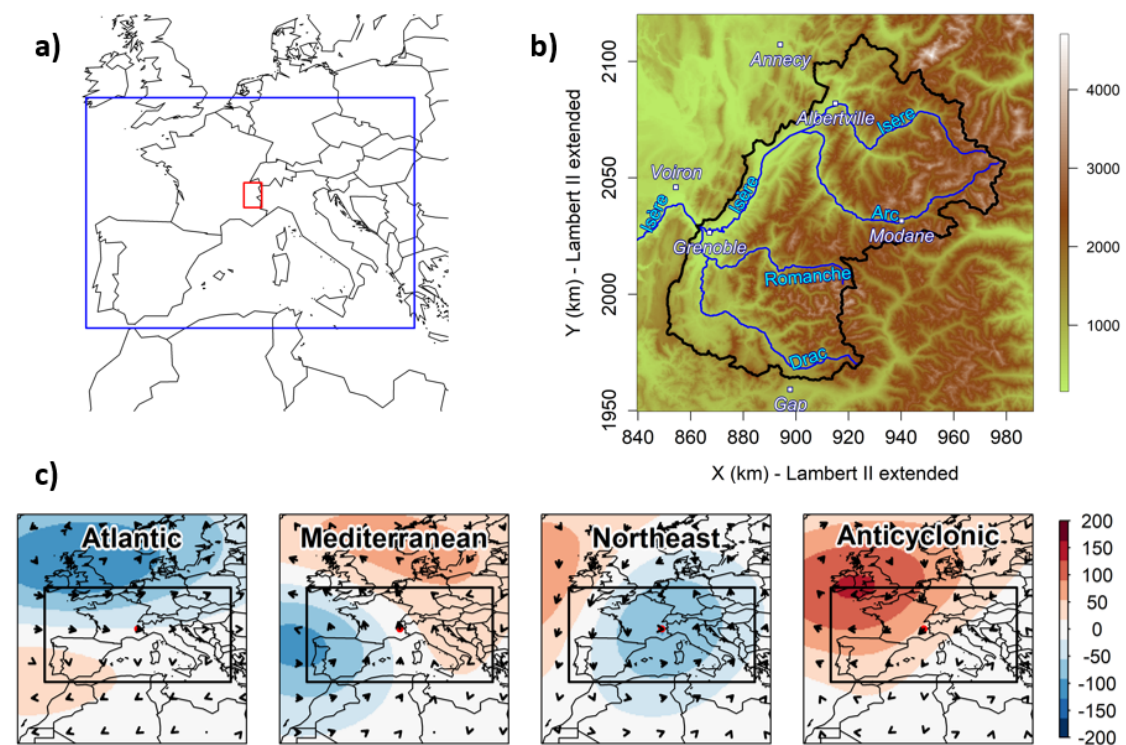 a)
b)
Annecy
Albertville
Isère
Voiron
Isère
Isère
Arc
Modane
Grenoble
Romanche
Drac
Gap
2100
2050
2000
1950
Y (km) - Lambert II extended
840 860 880 900 920 940 960 980
X (km) - Lambert II extended
4000
3000
2000
1000
c)
Atlantic
Mediterranean
Northeast
Anticyclonic
200
150
100
50
0
-50
-100
-150
-200